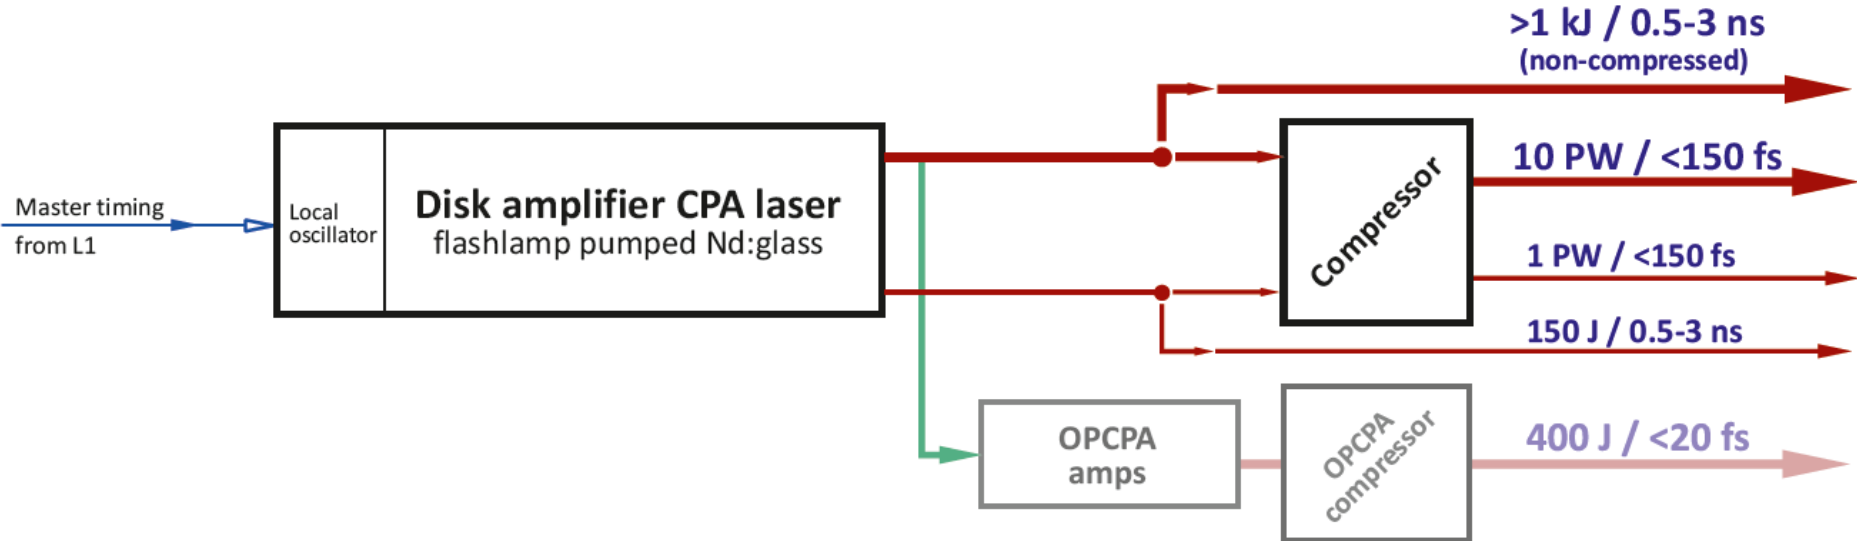 >1 kJ / 0.5-3 ns
(non-compressed)
10 PW / <150 fs
Master timing
from L1
Local
oscillator
Disk amplifier CPA laser
flashlamp pumped Nd:glass
Compressor
1 PW / <150 fs
150 J / 0.5-3 ns
OPCPA
amps
OPCPA
compressor
400 J / <20 fs